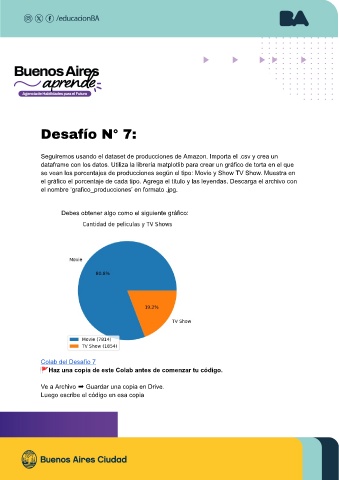 /educacionBA
BA
Buenos Aires
aprende
Agencia de Habilidades para el Futuro
Desafío N° 7:
Seguiremos usando el dataset de producciones de Amazon. Importa ell .csv y crea un
dataframe con los datos. Utiliza la librería matplotlib para crear un gráfico de torta en el que
se vean los porcentajes de producciones según el tipo: Movie y Show TV Show. Muestra en
el gráfico el porcentaje de cada tipo. Agrega el título y las leyendas. Descarga el archivo con
el nombre 'grafico_producciones' en formato .jpg.
Debes obtener algo como el siguiente gráfico:
Cantidad de películas y TV Shows
Movie
80.8%
19.2%
TV Show
Movie (7814)
TV Show (1854)
Colab del Desafío 7
🚩Haz una copia de este Colab antes de comenzar tu código.
Ve a Archivo ➡ Guardar una copia en Drive.
Luego escribe el código en esa copia
Buenos Aires Ciudad